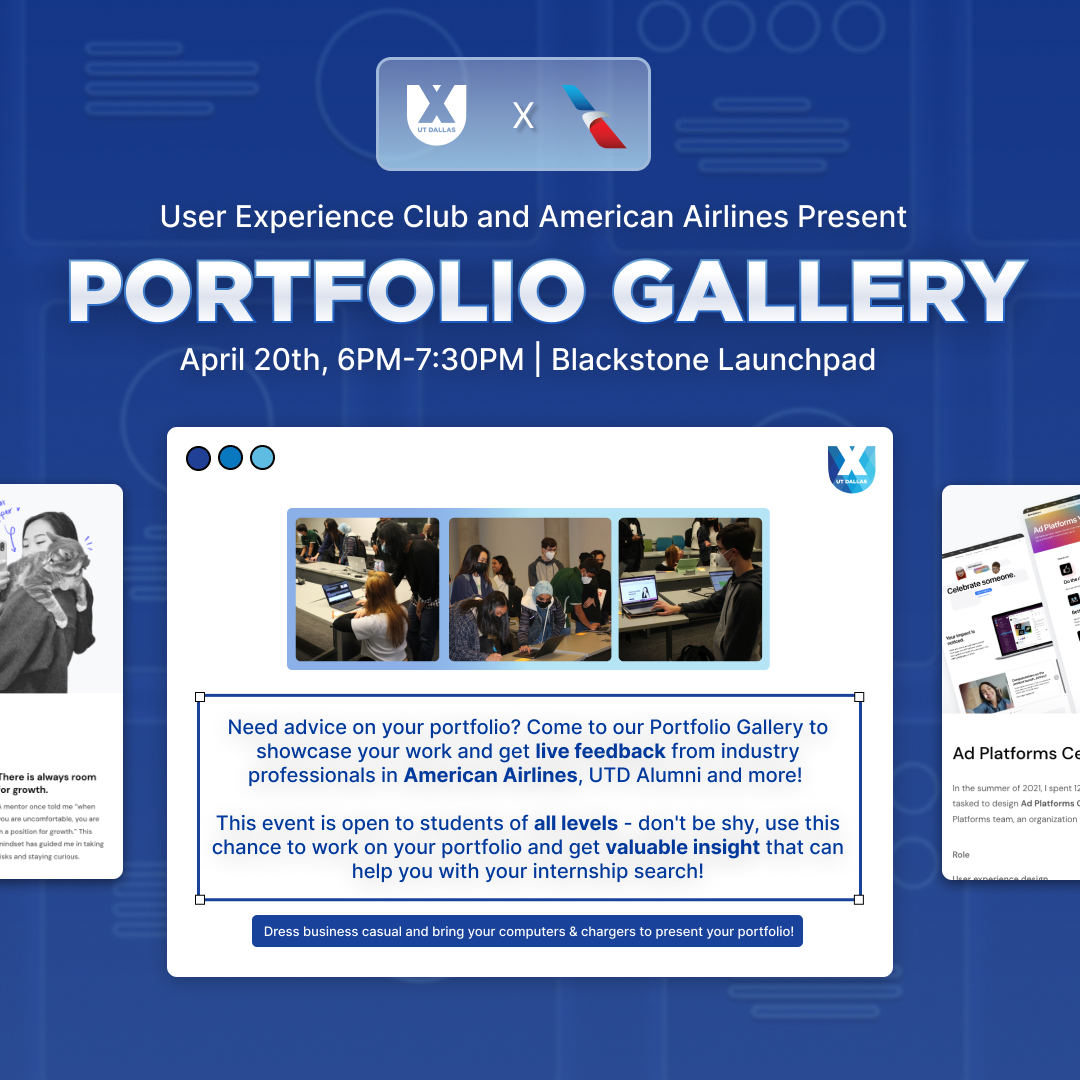 UT DALLAS
X
User Experience Club and American Airlines Present
PORTFOLIO GALLERY
April 20th, 6PM-7:30PM | Blackstone Launchpad
UT DALLAS
Need advice on your portfolio? Come to our Portfolio Gallery to
showcase your work and get live feedback from industry
professionals in American Airlines, UTD Alumni and more!
This event is open to students of all levels - don't be shy, use this
chance to work on your portfolio and get valuable insight that can
help you with your internship search!
Dress business casual and bring your computers & chargers to present your portfolio!
There is always room
for growth.
A mentor once told me "when
you are uncomfortable, you are
in a position for growth." This
mindset has guided me in taking
risks and staying curious.
Ad Platforms
Celebrate someone.
Your impact is
noticed.
Ad Platforms Ce
In the summer of 2021, I spent 12
tasked to design Ad Platforms C
Platforms team, an organization
Role
User experience design